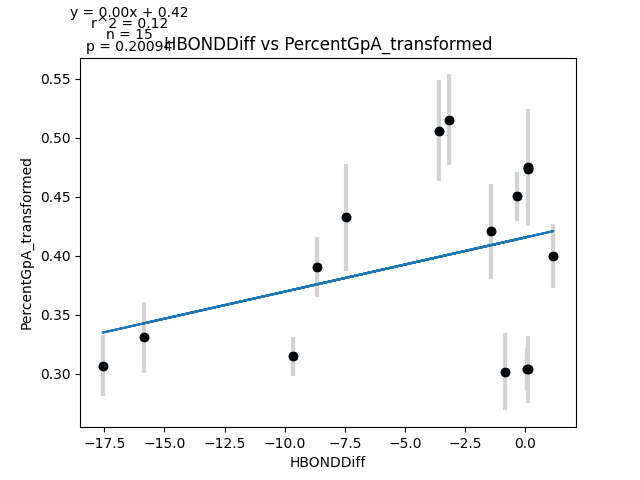 y = 0.00x + 0.42
r^2 = 0.12
n = 15
p = 0.20094
HBONDDiff vs PercentGpA_transformed
0.55
0.50
0.45
0.40
0.35
0.30
PercentGpA_transformed
−17.5 −15.0 −12.5 −10.0 −7.5 −5.0 −2.5 0.0
HBONDDiff